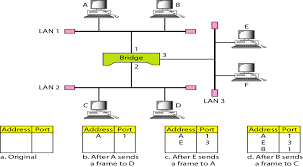 A
B
E
LAN 1
1
3
Bridge
2
LAN 2
C
D
LAN 3
F
Address Port
Address Port
A 1
Address Port
A 1
E 3
Address Port
A 1
E 3
B 1
a. Original
b. After A sends
a frame to D
c. After E sends
a frame to A
d. After B sends
a frame to C